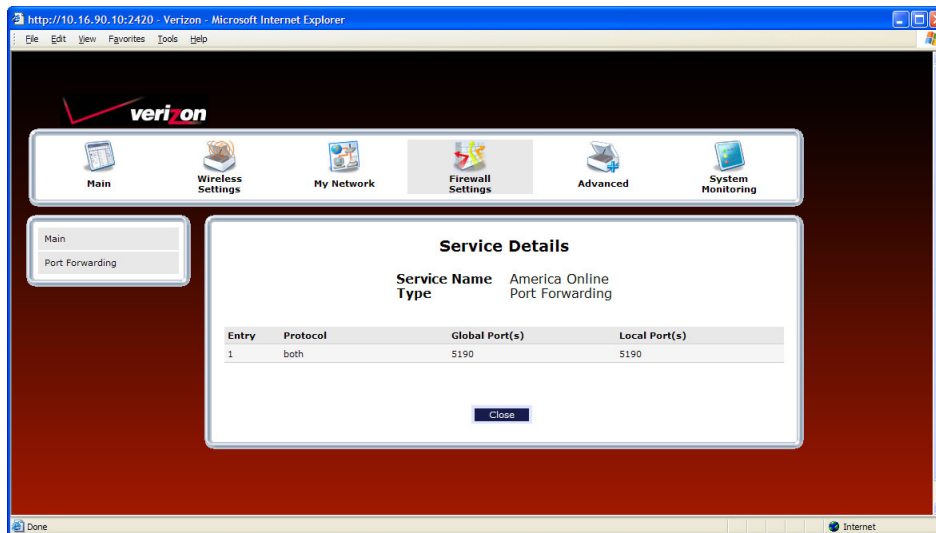 http://10.16.90.10:2420 - Verizon - Microsoft Internet Explorer
File Edit View Favorites Tools Help
verizon
Main
Wireless Settings
My Network
Firewall Settings
Advanced
System Monitoring
Main
Port Forwarding
Service Details
Service Name America Online
Type Port Forwarding
Entry Protocol Global Port(s) Local Port(s)
1 both 5190 5190
Close
Done Internet